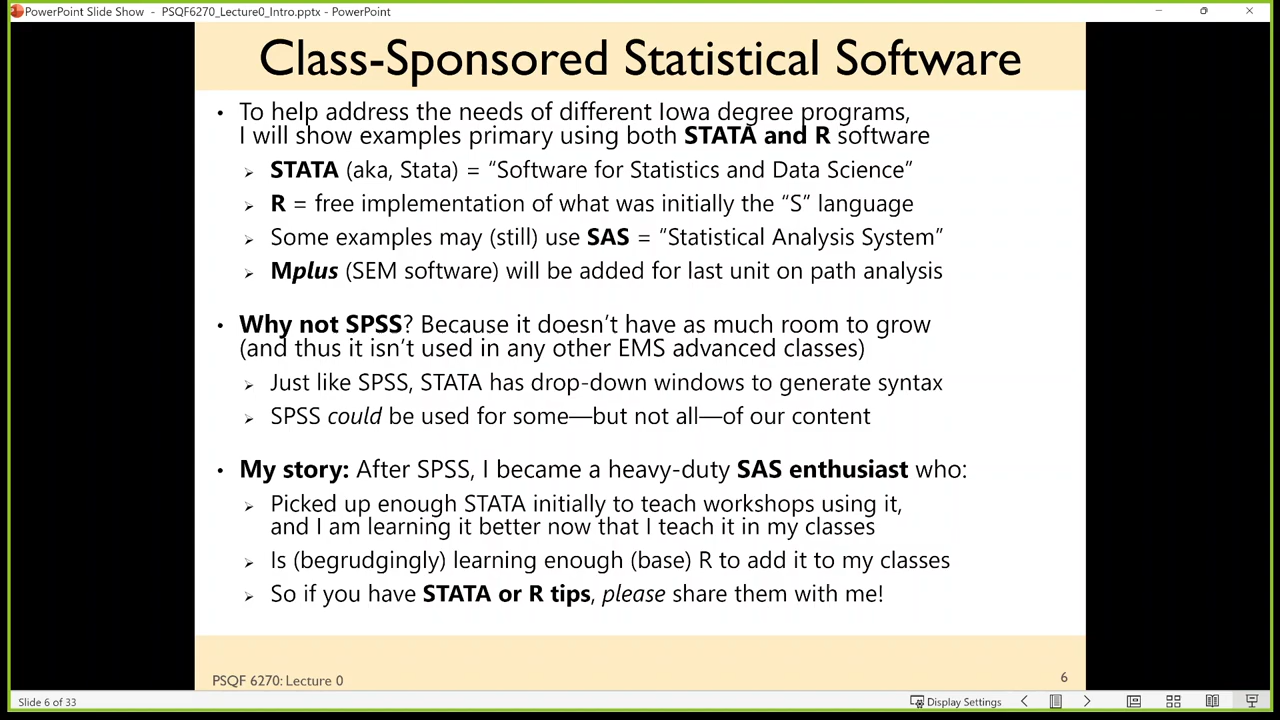 PowerPoint Slide Show - PSQF6270_Lecture0_Intro.pptx - PowerPoint
Class-Sponsored Statistical Software
• To help address the needs of different Iowa degree programs,
I will show examples primary using both STATA and R software
➢ STATA (aka, Stata) = “Software for Statistics and Data Science”
➢ R = free implementation of what was initially the “S” language
➢ Some examples may (still) use SAS = “Statistical Analysis System”
➢ Mplus (SEM software) will be added for last unit on path analysis
• Why not SPSS? Because it doesn’t have as much room to grow
(and thus it isn’t used in any other EMS advanced classes)
➢ Just like SPSS, STATA has drop-down windows to generate syntax
➢ SPSS could be used for some—but not all—of our content
• My story: After SPSS, I became a heavy-duty SAS enthusiast who:
➢ Picked up enough STATA initially to teach workshops using it,
and I am learning it better now that I teach it in my classes
➢ Is (begrudgingly) learning enough (base) R to add it to my classes
➢ So if you have STATA or R tips, please share them with me!
PSQF 6270: Lecture 0
6
Slide 6 of 33
Display Settings